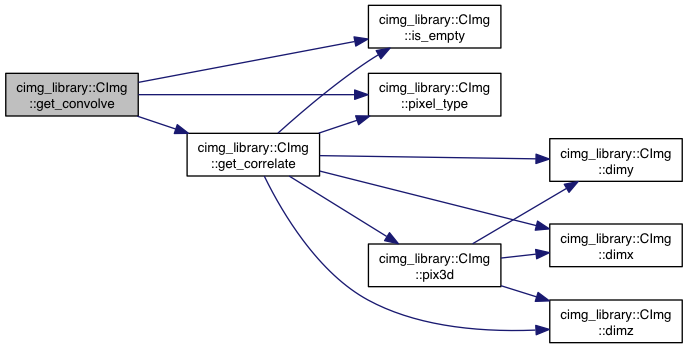 cimg_library::CImg
::is_empty
cimg_library::CImg
::get_convolve
cimg_library::CImg
::pixel_type
cimg_library::CImg
::get_correlate
cimg_library::CImg
::dimy
cimg_library::CImg
::dimx
cimg_library::CImg
::pix3d
cimg_library::CImg
::dimz